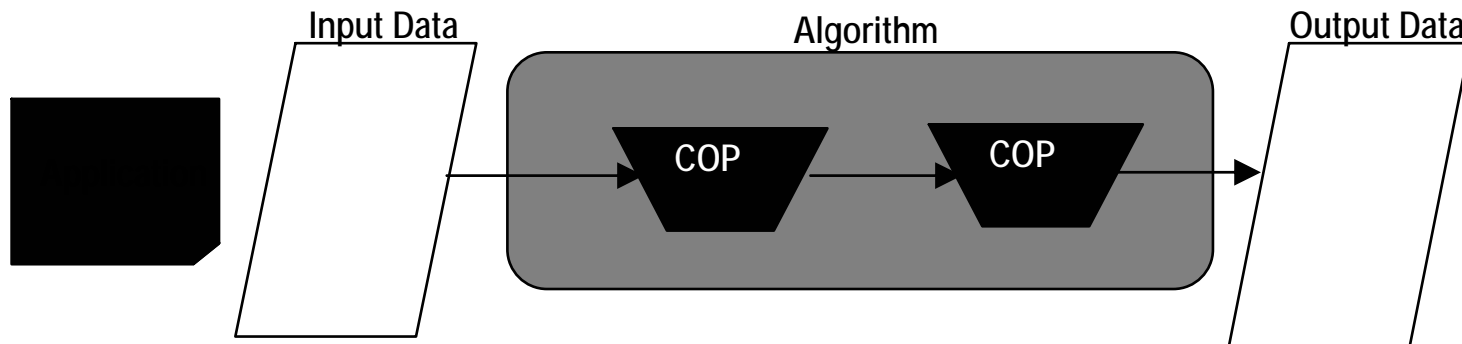 Input Data
Algorithm
Output Data
COP
COP